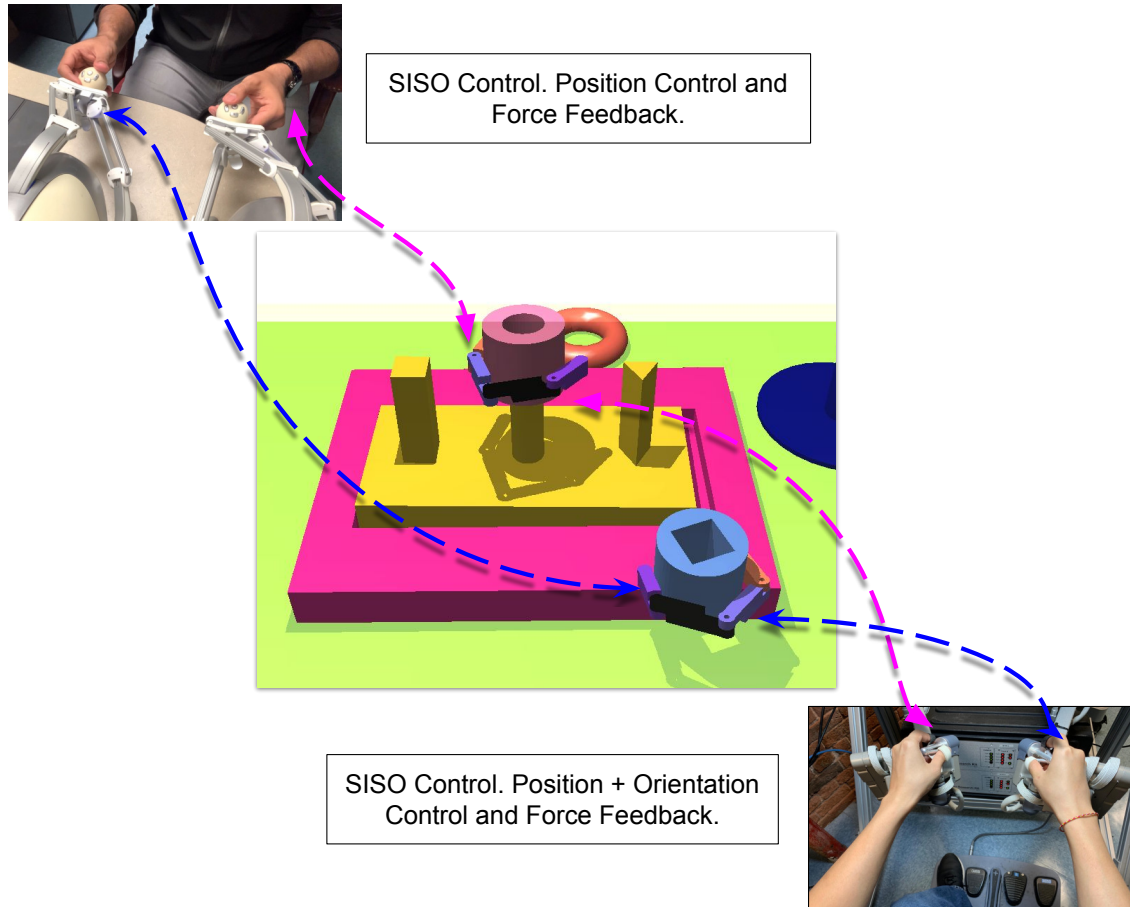 SISO Control. Position Control and
Force Feedback.
SISO Control. Position + Orientation
Control and Force Feedback.